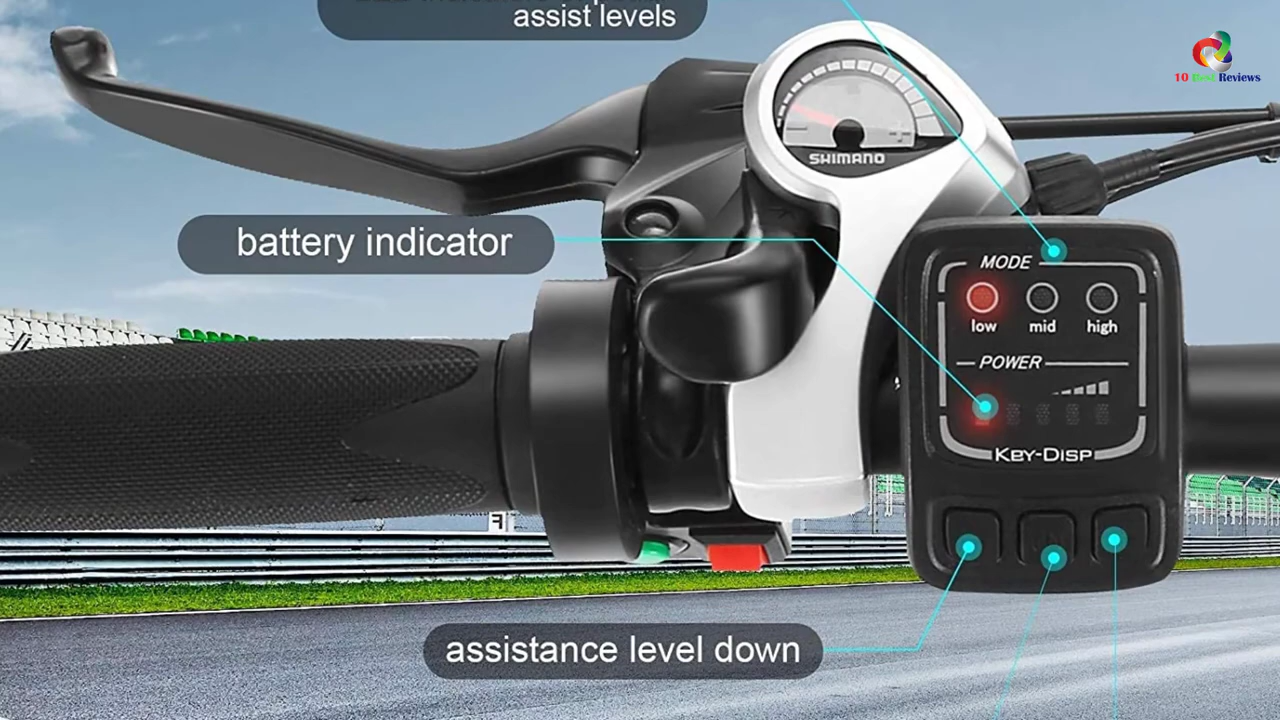 assist levels
10 Best Reviews
SHIMANO
battery indicator
MODE
low mid high
POWER
KEY-DISP
assistance level down